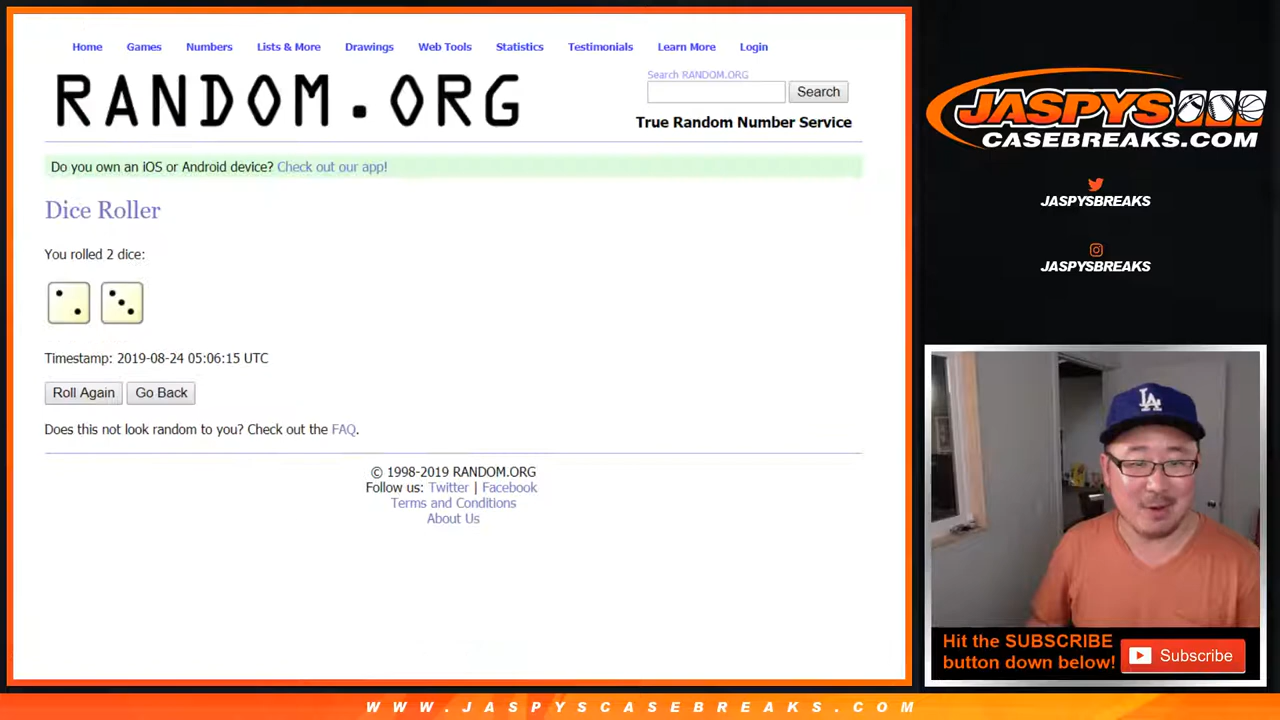 Home Games Numbers Lists & More Drawings Web Tools Statistics Testimonials Learn More Login
RANDOM.ORG
Search RANDOM.ORG
Search
True Random Number Service
Do you own an iOS or Android device? Check out our app!
Dice Roller
You rolled 2 dice:
Timestamp: 2019-08-24 05:06:15 UTC
Roll Again Go Back
Does this not look random to you? Check out the FAQ.
© 1998-2019 RANDOM.ORG
Follow us: Twitter | Facebook
Terms and Conditions
About Us
JASPYS
CASEBREAKS.COM
JASPYSBREAKS
JASPYSBREAKS
LA
Hit the SUBSCRIBE
button down below!
Subscribe
WWW.JASPYSCASEBREAKS.COM